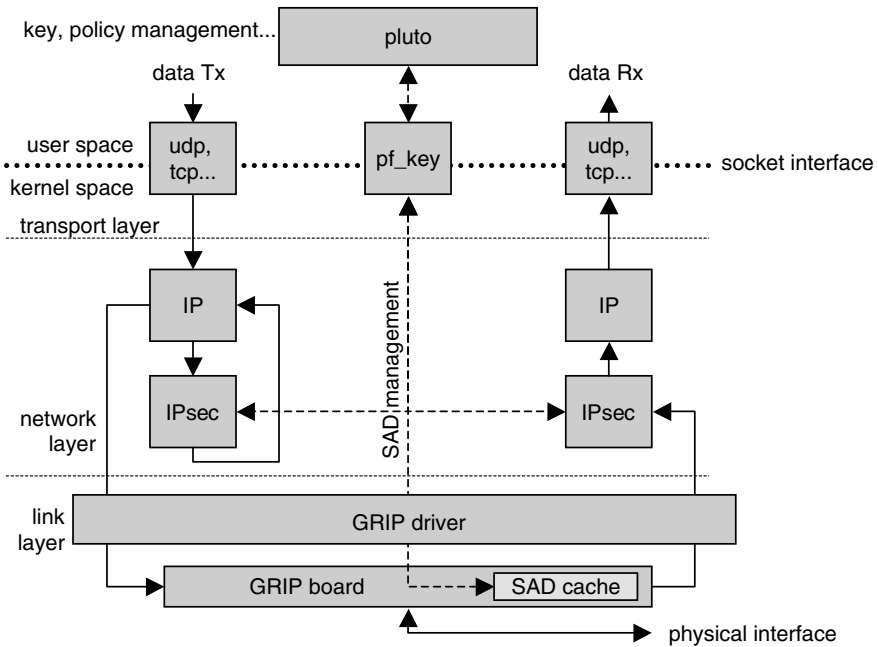 key, policy management...
pluto
data Tx
data Rx
user space
udp,
tcp...
pf_key
udp,
tcp...
socket interface
kernel space
transport layer
IP
IP
SAD management
IPsec
IPsec
network
layer
link
layer
GRIP driver
GRIP board
SAD cache
physical interface